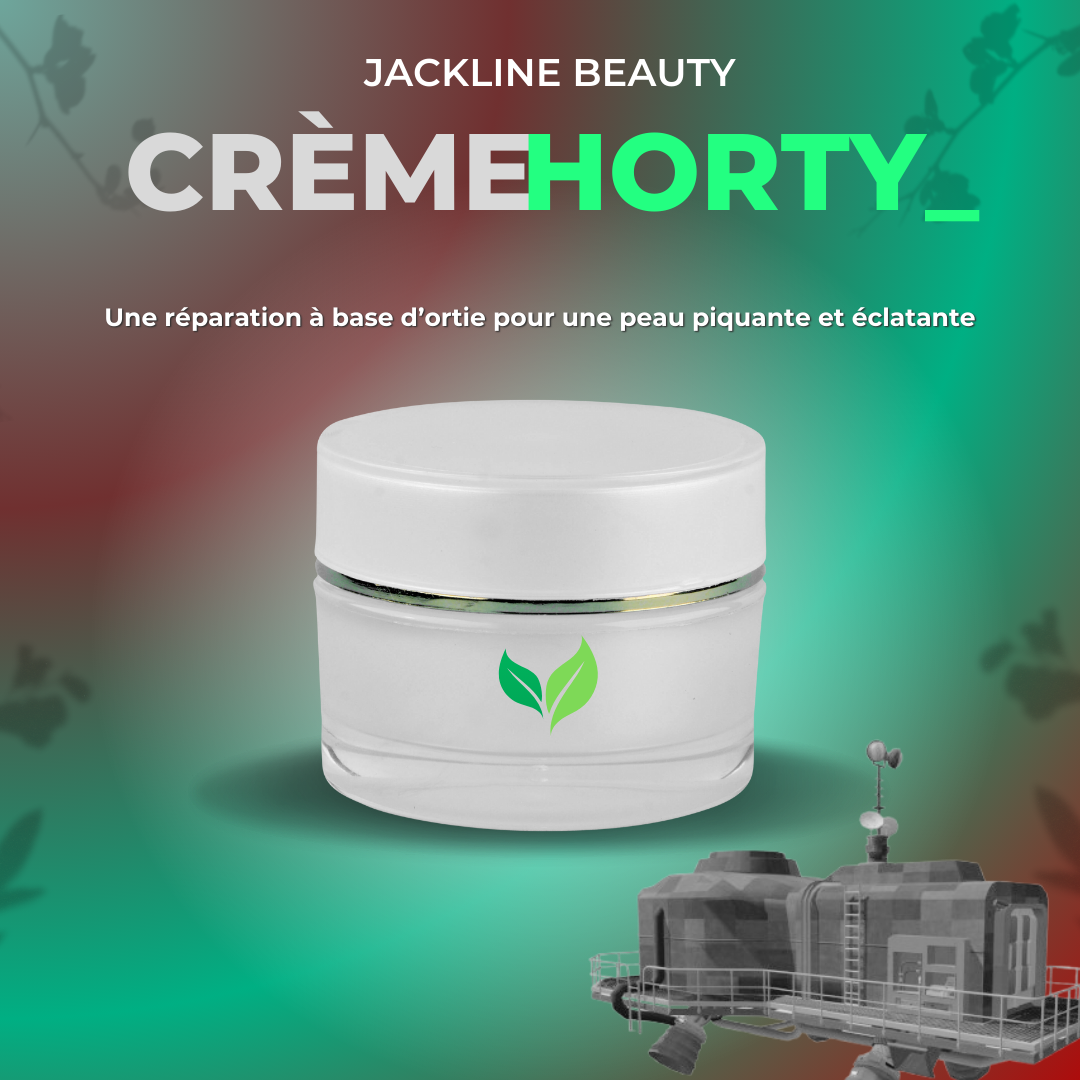 JACKLINE BEAUTY
CRÈMEHORTY_
Une réparation à base d’ortie pour une peau piquante et éclatante